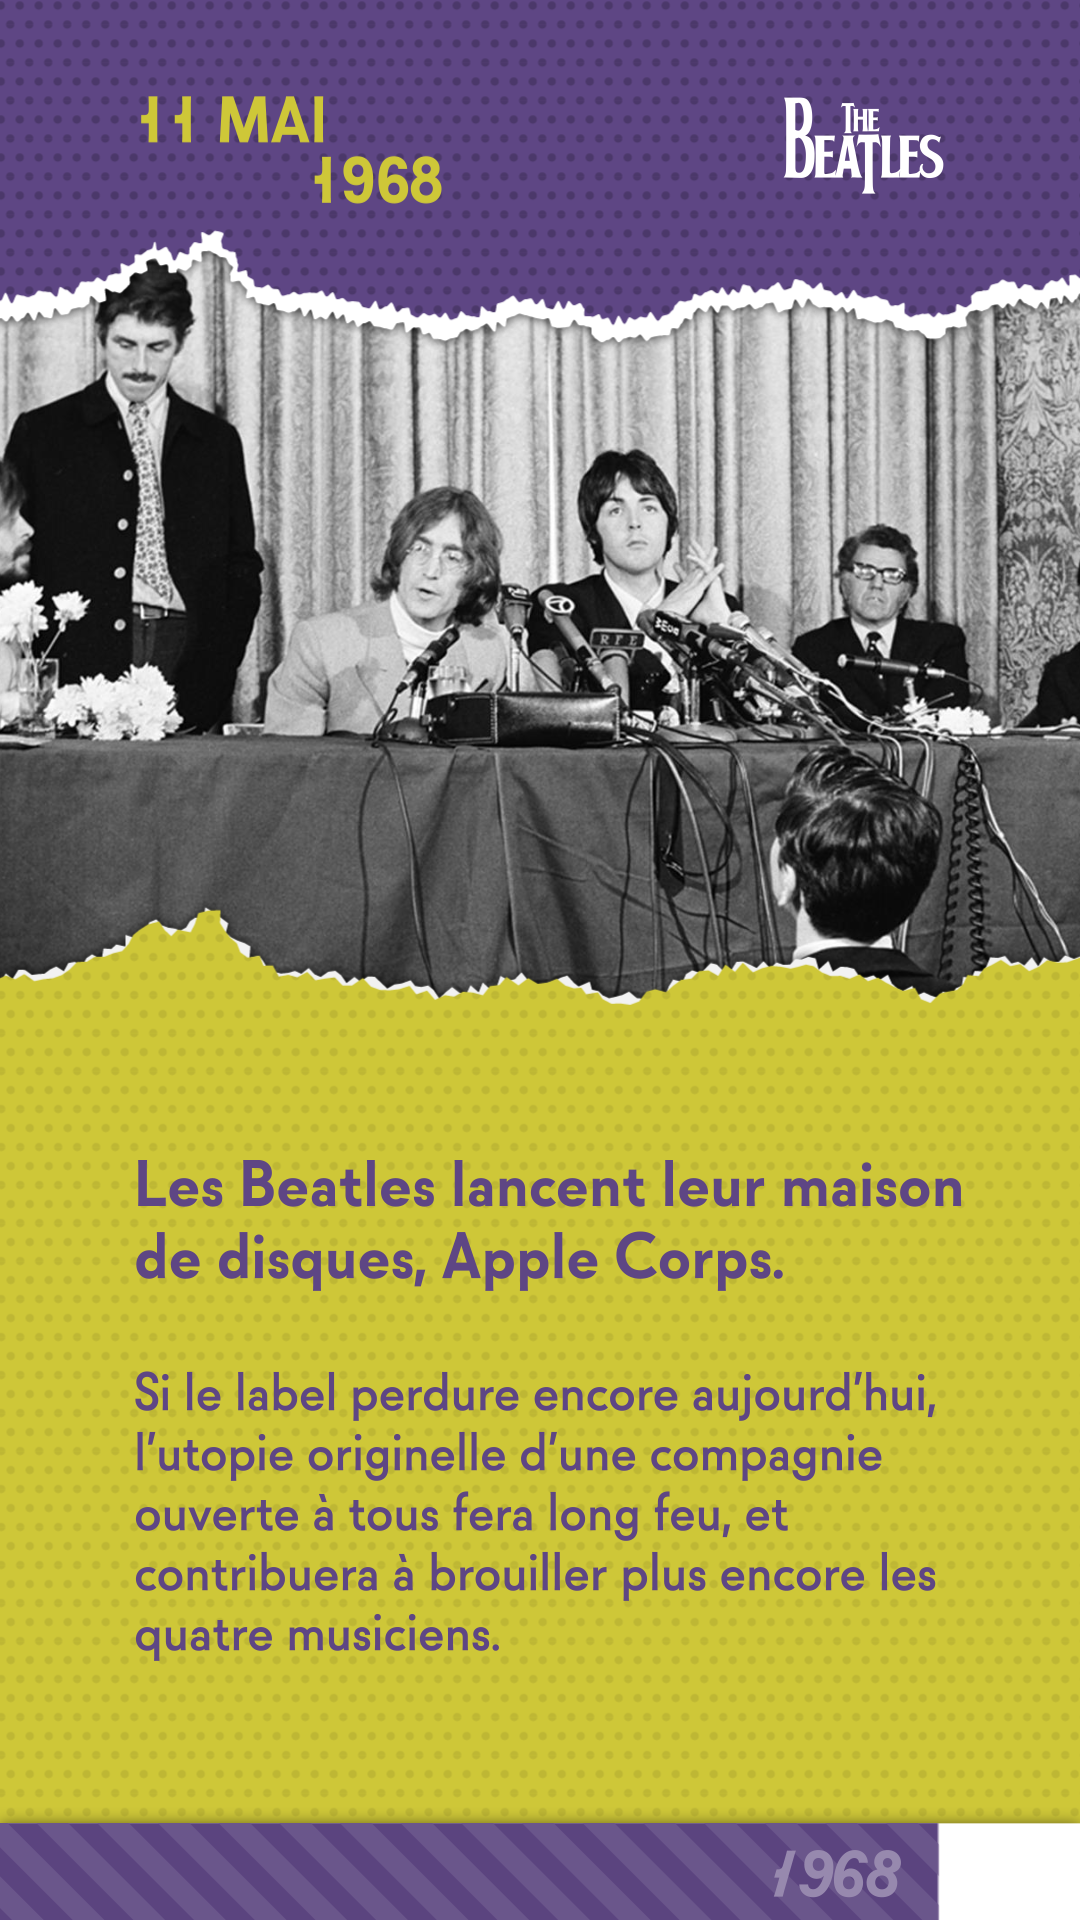 11 MAI
1968
THE
BEATLES
RFE
Les Beatles lancent leur maison
de disques, Apple Corps.
Si le label perdure encore aujourd’hui,
l’utopie originelle d’une compagnie
ouverte à tous fera long feu, et
contribuera à brouiller plus encore les
quatre musiciens.
1968